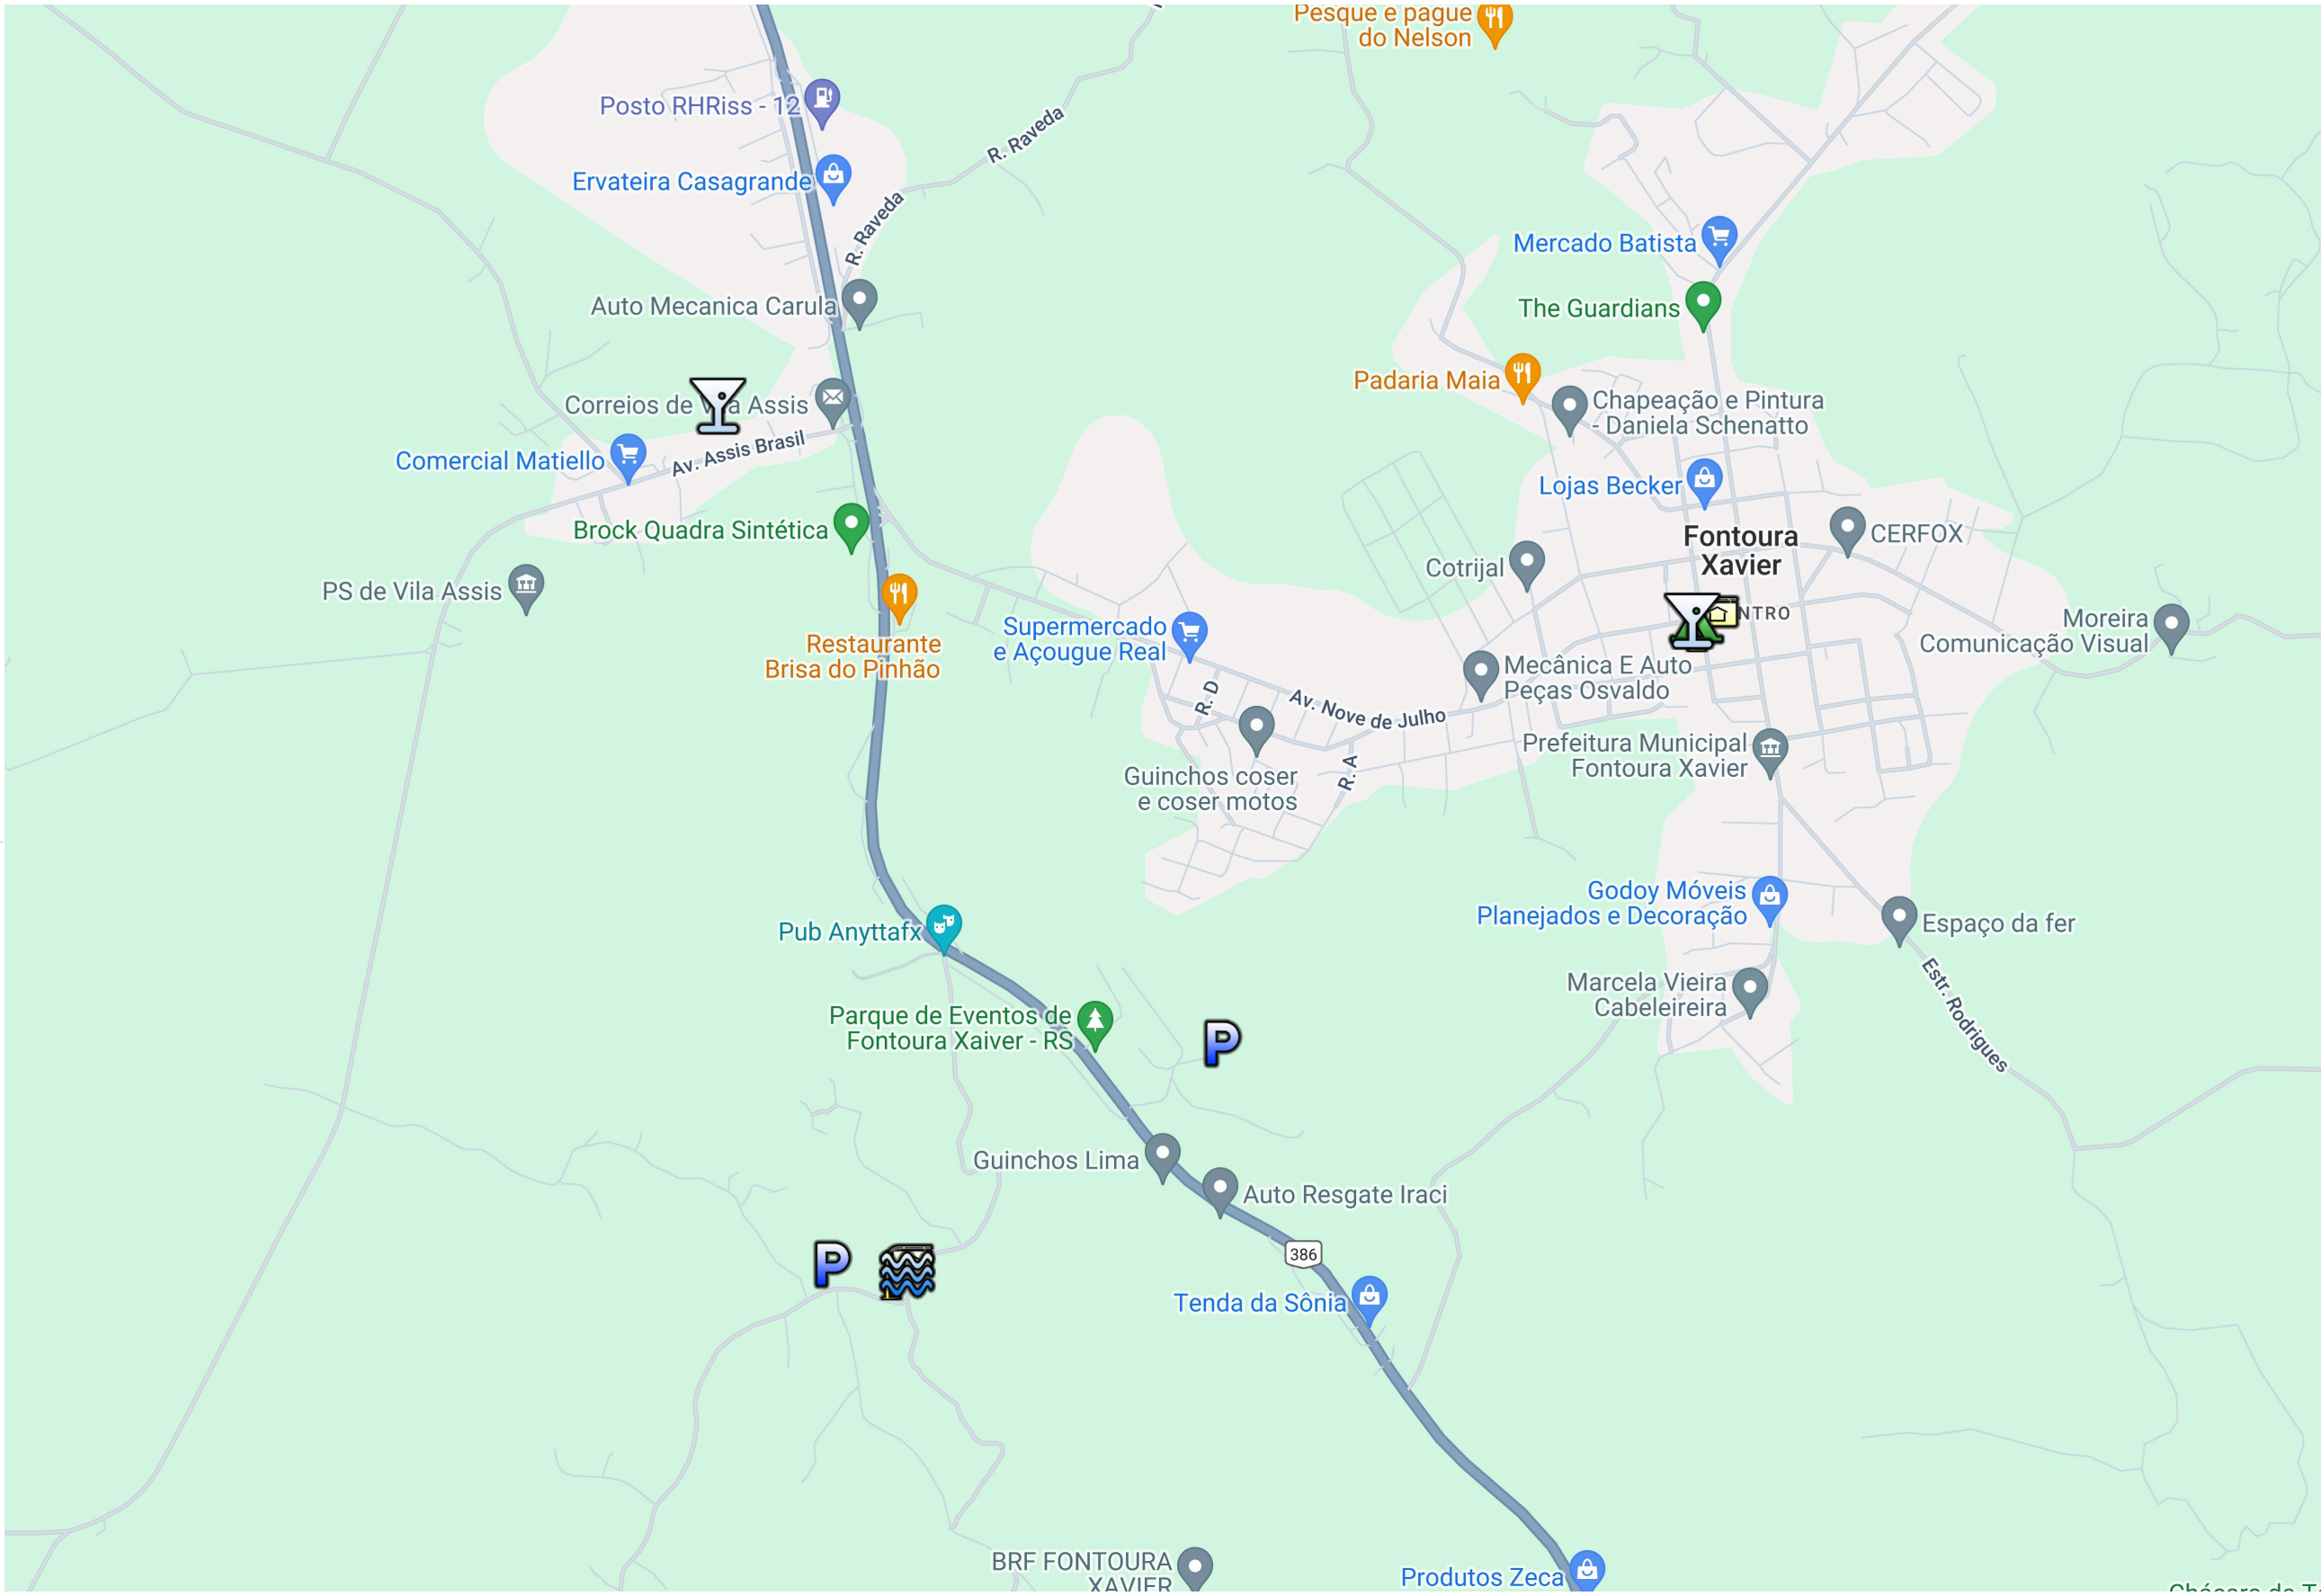 Pesque e pague
do Nelson
Posto RHRiss - 12
R. Raveda
Ervateira Casagrande
R. Raveda
Mercado Batista
Auto Mecanica Carula
The Guardians
Padaria Maia
Chapeação e Pintura
- Daniela Schenatto
Correios de Vila Assis
Av. Assis Brasil
Comercial Matiello
Lojas Becker
Brock Quadra Sintética
Fontoura
Xavier
CERFOX
Cotrijal
PS de Vila Assis
NTRO
Moreira
Comunicação Visual
Supermercado
e Açougue Real
Restaurante
Brisa do Pinhão
Mecânica E Auto
Peças Osvaldo
R. D
Av. Nove de Julho
Prefeitura Municipal
Fontoura Xavier
Guinchos coser
e coser motos
R. A
Godoy Móveis
Planejados e Decoração
Pub Anyttafx
Espaço da fer
Marcela Vieira
Cabeleireira
Estr. Rodrigues
Parque de Eventos de
Fontoura Xaiver - RS
P
Guinchos Lima
Auto Resgate Iraci
P
386
Tenda da Sônia
BRF FONTOURA
XAVIER
Produtos Zeca